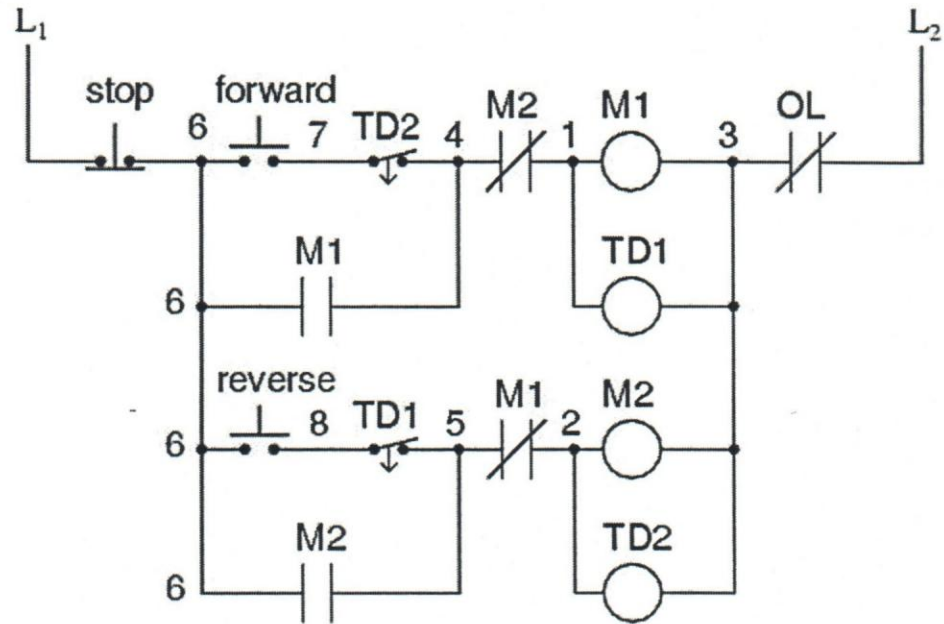 L₁ L₂
stop forward M2 M1 OL
6 7 TD2 4 1 3
M1 TD1
6
reverse M1 M2
6 8 TD1 5 2
M2 TD2
6